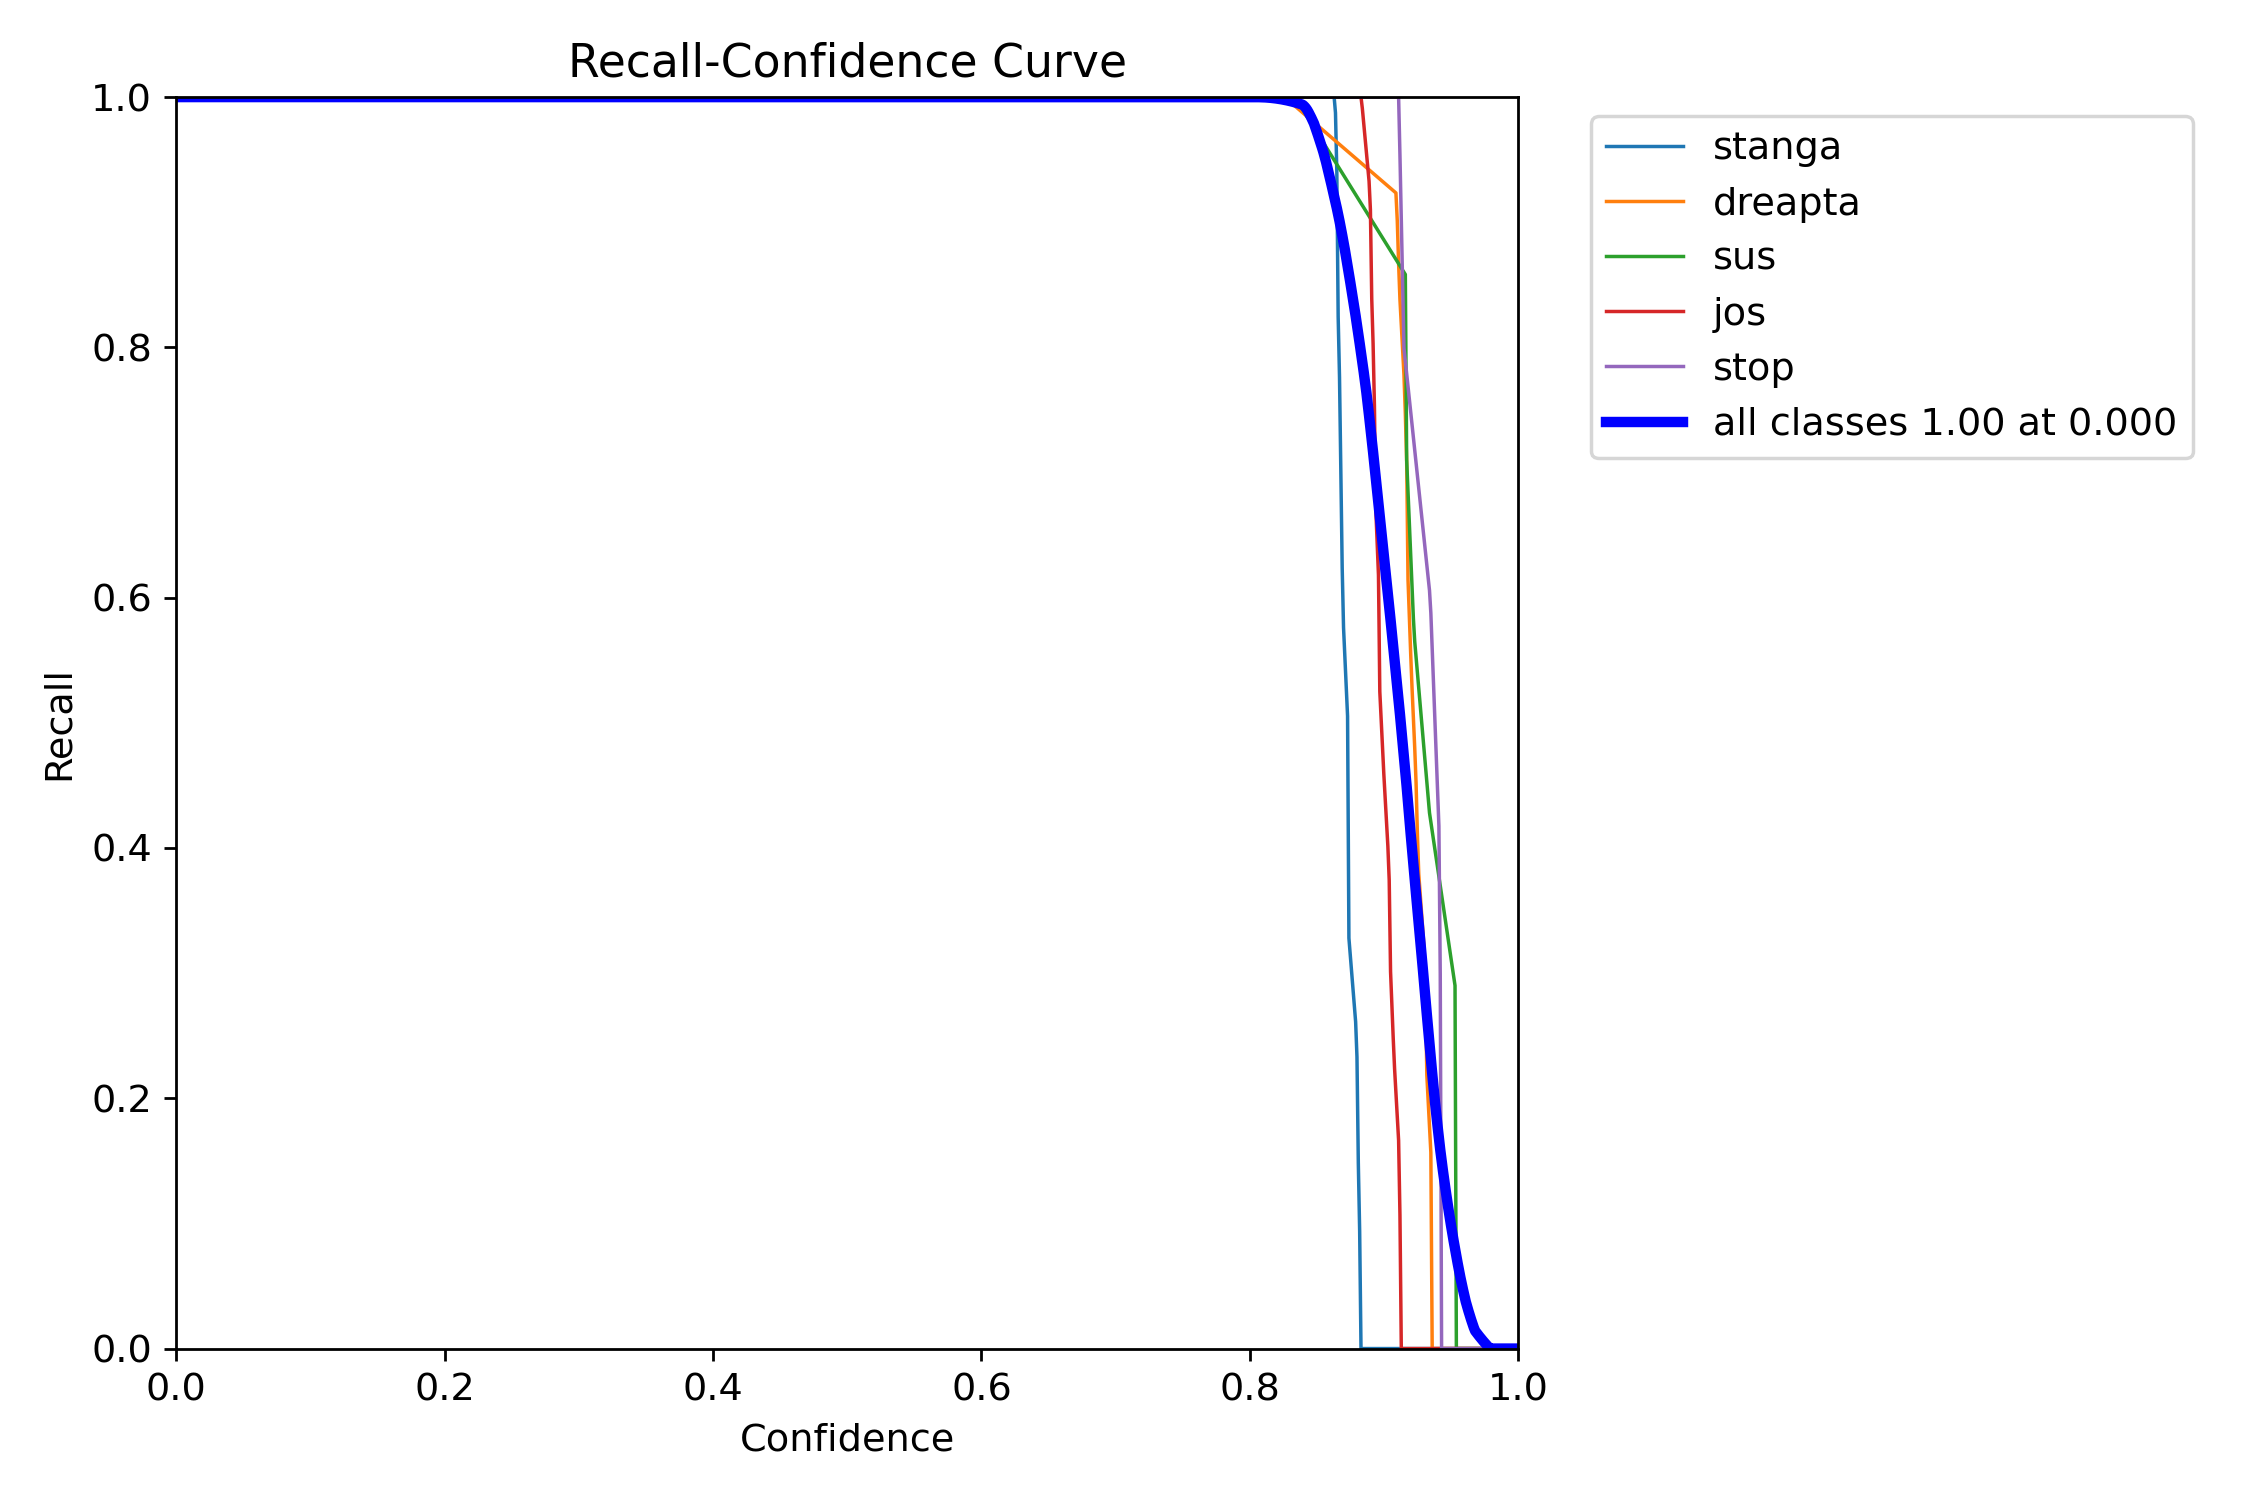 Recall-Confidence Curve
1.0
0.8
0.6
0.4
0.2
0.0
Recall
0.0 0.2 0.4 0.6 0.8 1.0
Confidence
stanga
dreapta
sus
jos
stop
all classes 1.00 at 0.000